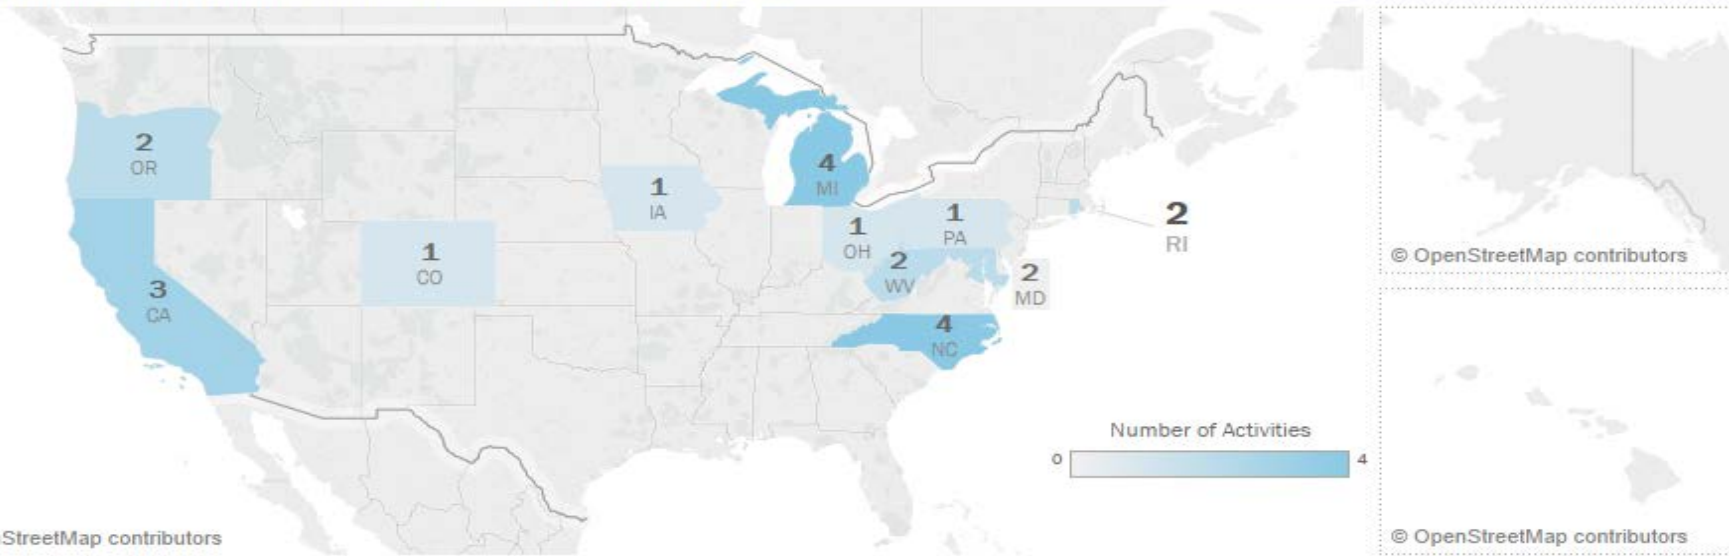 2
OR
3
CA
1
CO
1
IA
4
MI
1
OH
1
PA
2
WV
2
MD
4
NC
2
RI
Number of Activities
0
4
StreetMap contributors
© OpenStreetMap contributors
© OpenStreetMap contributors